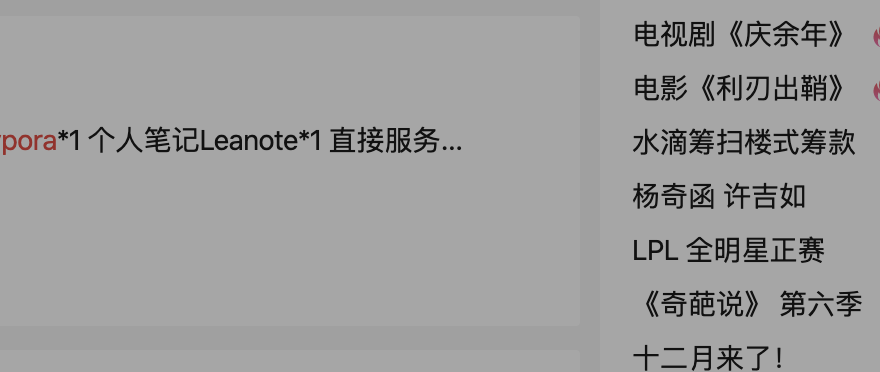 pora*1 个人笔记Leanote*1 直接服务...
电视剧《庆余年》
电影《利刃出鞘》
水滴筹扫楼式筹款
杨奇函 许吉如
LPL 全明星正赛
《奇葩说》 第六季
十二月来了！